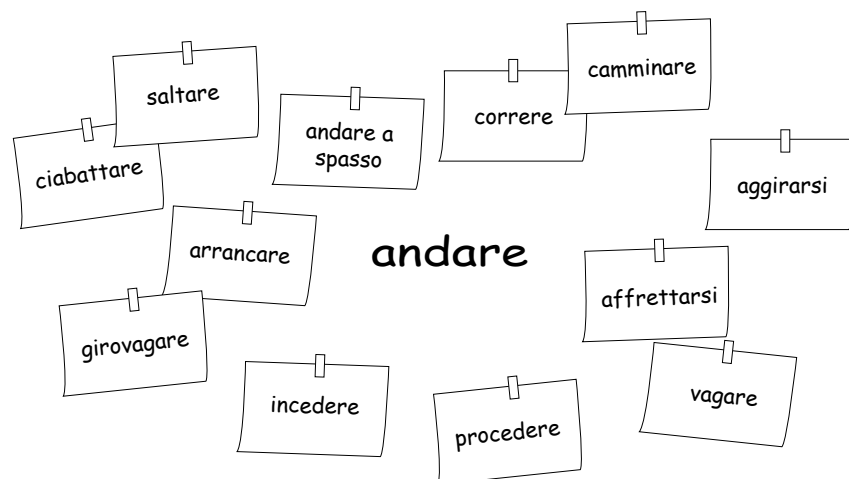 saltare
camminare
correre
andare a
spasso
ciabattare
aggirarsi
arrancare
andare
affrettarsi
girovagare
incedere
vagare
procedere